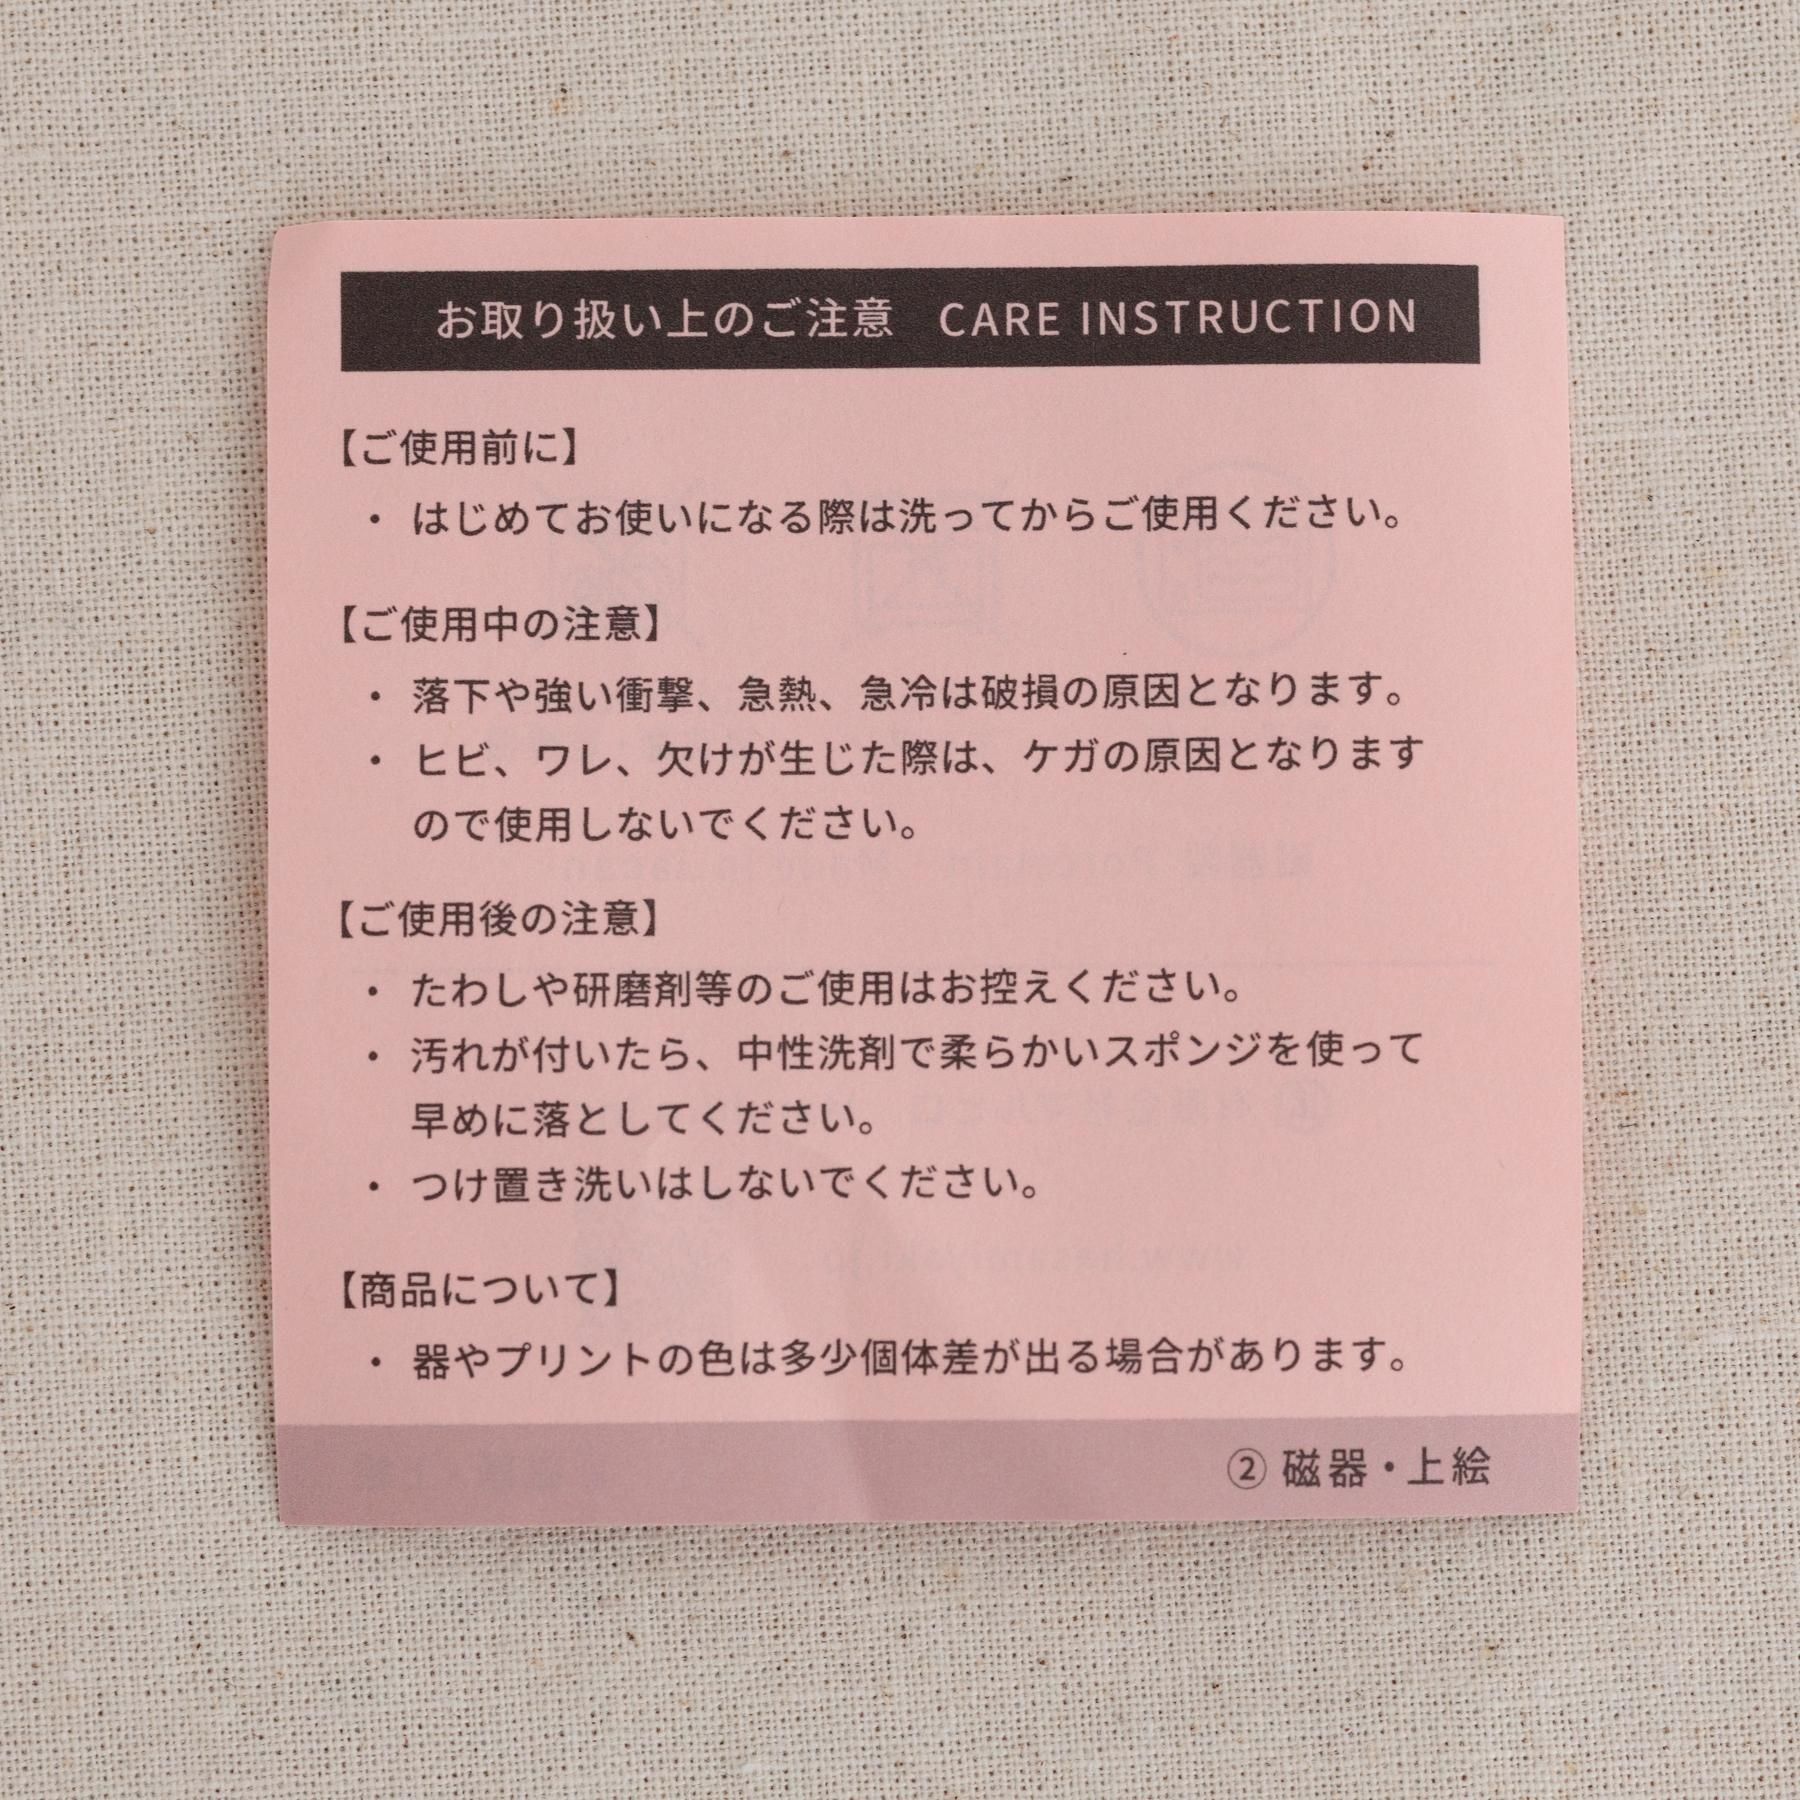 お取り扱い上のご注意　CARE INSTRUCTION
【ご使用前に】
・ はじめてお使いになる際は洗ってからご使用ください。
【ご使用中の注意】
・ 落下や強い衝撃、急熱、急冷は破損の原因となります。
・ ヒビ、ワレ、欠けが生じた際は、ケガの原因となります
ので使用しないでください。
【ご使用後の注意】
・ たわしや研磨剤等のご使用はお控えください。
・ 汚れが付いたら、中性洗剤で柔らかいスポンジを使って
早めに落としてください。
・ つけ置き洗いはしないでください。
【商品について】
・ 器やプリントの色は多少個体差が出る場合があります。
② 磁器・上絵